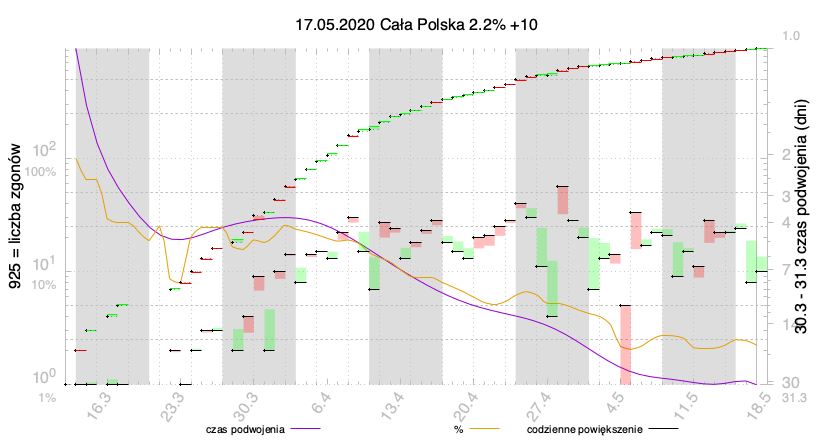 17.05.2020 Cała Polska 2.2% +10
925 = liczba zgonów
10²
100%
10¹
10%
10⁰
1%
1.0
2
3
4
7
14
30
31.3
30.3 - 31.3 czas podwojenia (dni)
16.3 23.3 30.3 6.4 13.4 20.4 27.4 4.5 11.5 18.5
czas podwojenia % codzienne powiększenie